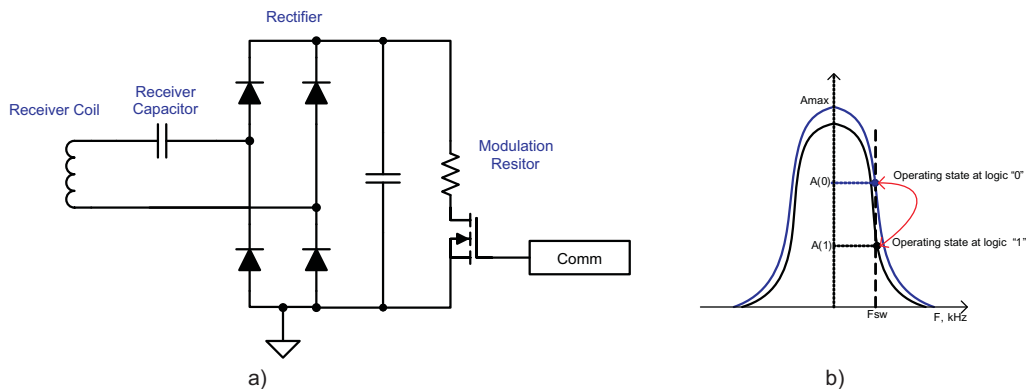 Rectifier
Receiver Coil
Receiver
Capacitor
Modulation
Resitor
Comm
a)
Amax
A(0)
Operating state at logic “0”
A(1)
Operating state at logic “1”
Fsw
F, kHz
b)